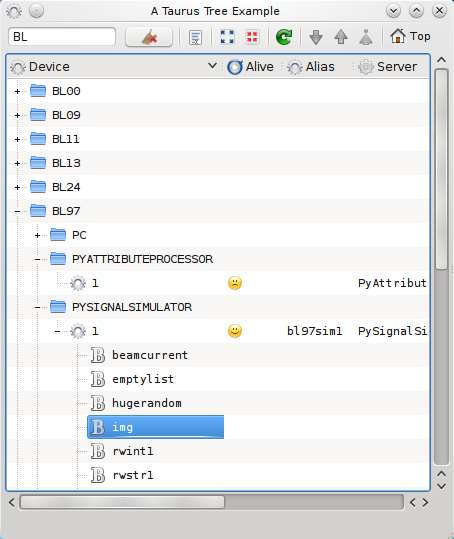 A Taurus Tree Example
BL Top
Device Alive Alias Server
BL00
BL09
BL11
BL13
BL24
BL97
PC
PYATTRIBUTEPROCESSOR
1 PyAttribut
PYSIGNALSIMULATOR
1 bl97sim1 PySignalSi
beamcurrent
emptylist
hugerandom
img
rwint1
rwstr1